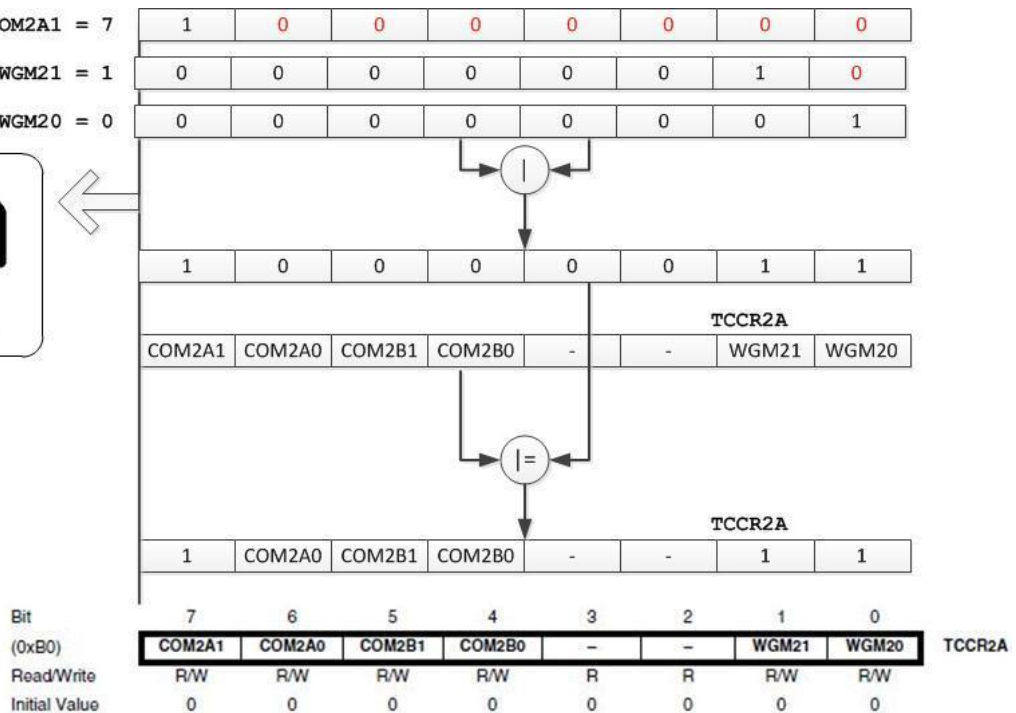 OM2A1 = 7 1 0 0 0 0 0 0 0
WGM21 = 1 0 0 0 0 0 0 1 0
WGM20 = 0 0 0 0 0 0 0 0 1
|
1 0 0 0 0 0 1 1
TCCR2A
COM2A1 COM2A0 COM2B1 COM2B0 - - WGM21 WGM20
|=
TCCR2A
1 COM2A0 COM2B1 COM2B0 - - 1 1
Bit 7 6 5 4 3 2 1 0
(0xB0) COM2A1 COM2A0 COM2B1 COM2B0 – – WGM21 WGM20 TCCR2A
Read/Write R/W R/W R/W R/W R R R/W R/W
Initial Value 0 0 0 0 0 0 0 0